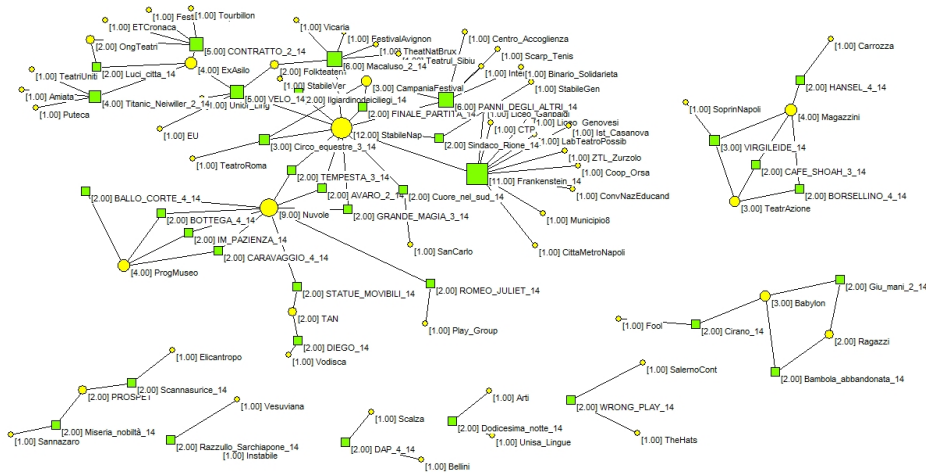 [1.00] Festi
[1.00] Tourbillon
[1.00] ETCronaca
[2.00] OngTeatri
[5.00] CONTRATTO_2_14
[1.00] Vicaria
[1.00] FestivalAvignon
[1.00] TheatNatBrux
[1.00] Teatrul_Sibiu
[6.00] Macaluso_2_14
[1.00] Centro_Accoglienza
[1.00] Scarp_Tenis
[1.00] Binario_Solidarieta
[1.00] StabileGen
[1.00] TeatriUniti
[2.00] Luci_citta_14
[4.00] ExAsilo
[2.00] Folkteatern
[1.00] StabileVer
[3.00] CampaniaFestival
[1.00] Amiata
[1.00] Puteca
[4.00] Titanic_Neiwiller_2_14
[5.00] VELO_14
[2.00] Ilgiardinodeiciliegi_14
[2.00] FINALE_PARTITA_14
[6.00] PANNI_DEGLI_ALTRI_14
[1.00] EU
[12.00] StabileNap
[3.00] Circo_equestre_3_14
[1.00] TeatroRoma
[2.00] Sindaco_Rione_14
[1.00] CTP
[1.00] Liceo_Garibaldi
[1.00] Liceo_Genovesi
[1.00] Ist_Casanova
[1.00] LabTeatroPossib
[1.00] ZTL_Zurzolo
[1.00] Coop_Orsa
[1.00] ConvNazEducand
[11.00] Frankenstein_14
[1.00] Municipio8
[1.00] CittaMetroNapoli
[2.00] TEMPESTA_3_14
[2.00] AVARO_2_14
[2.00] Cuore_nel_sud_14
[2.00] GRANDE_MAGIA_3_14
[1.00] SanCarlo
[2.00] BALLO_CORTE_4_14
[9.00] Nuvole
[2.00] BOTTEGA_4_14
[2.00] IM_PAZIENZA_14
[2.00] CARAVAGGIO_4_14
[4.00] ProgMuseo
[2.00] STATUE_MOVIBILI_14
[2.00] ROMEO_JULIET_14
[2.00] TAN
[1.00] Play_Group
[2.00] DIEGO_14
[1.00] Vodisca
[1.00] Carrozza
[2.00] HANSEL_4_14
[1.00] SoprinNapoli
[4.00] Magazzini
[3.00] VIRGILEIDE_14
[2.00] CAFE_SHOAH_3_14
[2.00] BORSELLINO_4_14
[3.00] TeatrAzione
[2.00] Giu_mani_2_14
[3.00] Babylon
[1.00] Fool
[2.00] Cirano_14
[2.00] Ragazzi
[2.00] Bambola_abbandonata_14
[1.00] Elicantropo
[2.00] Scannasurice_14
[2.00] PROSPET
[1.00] Sannazaro
[2.00] Miseria_nobiltà_14
[1.00] Vesuviana
[2.00] Razzullo_Sarchiapone_14
[1.00] Instabile
[1.00] Scalza
[2.00] DAP_4_14
[1.00] Bellini
[1.00] Arti
[2.00] Dodicesima_notte_14
[1.00] Unisa_Lingue
[1.00] SalernoCont
[2.00] WRONG_PLAY_14
[1.00] TheHats